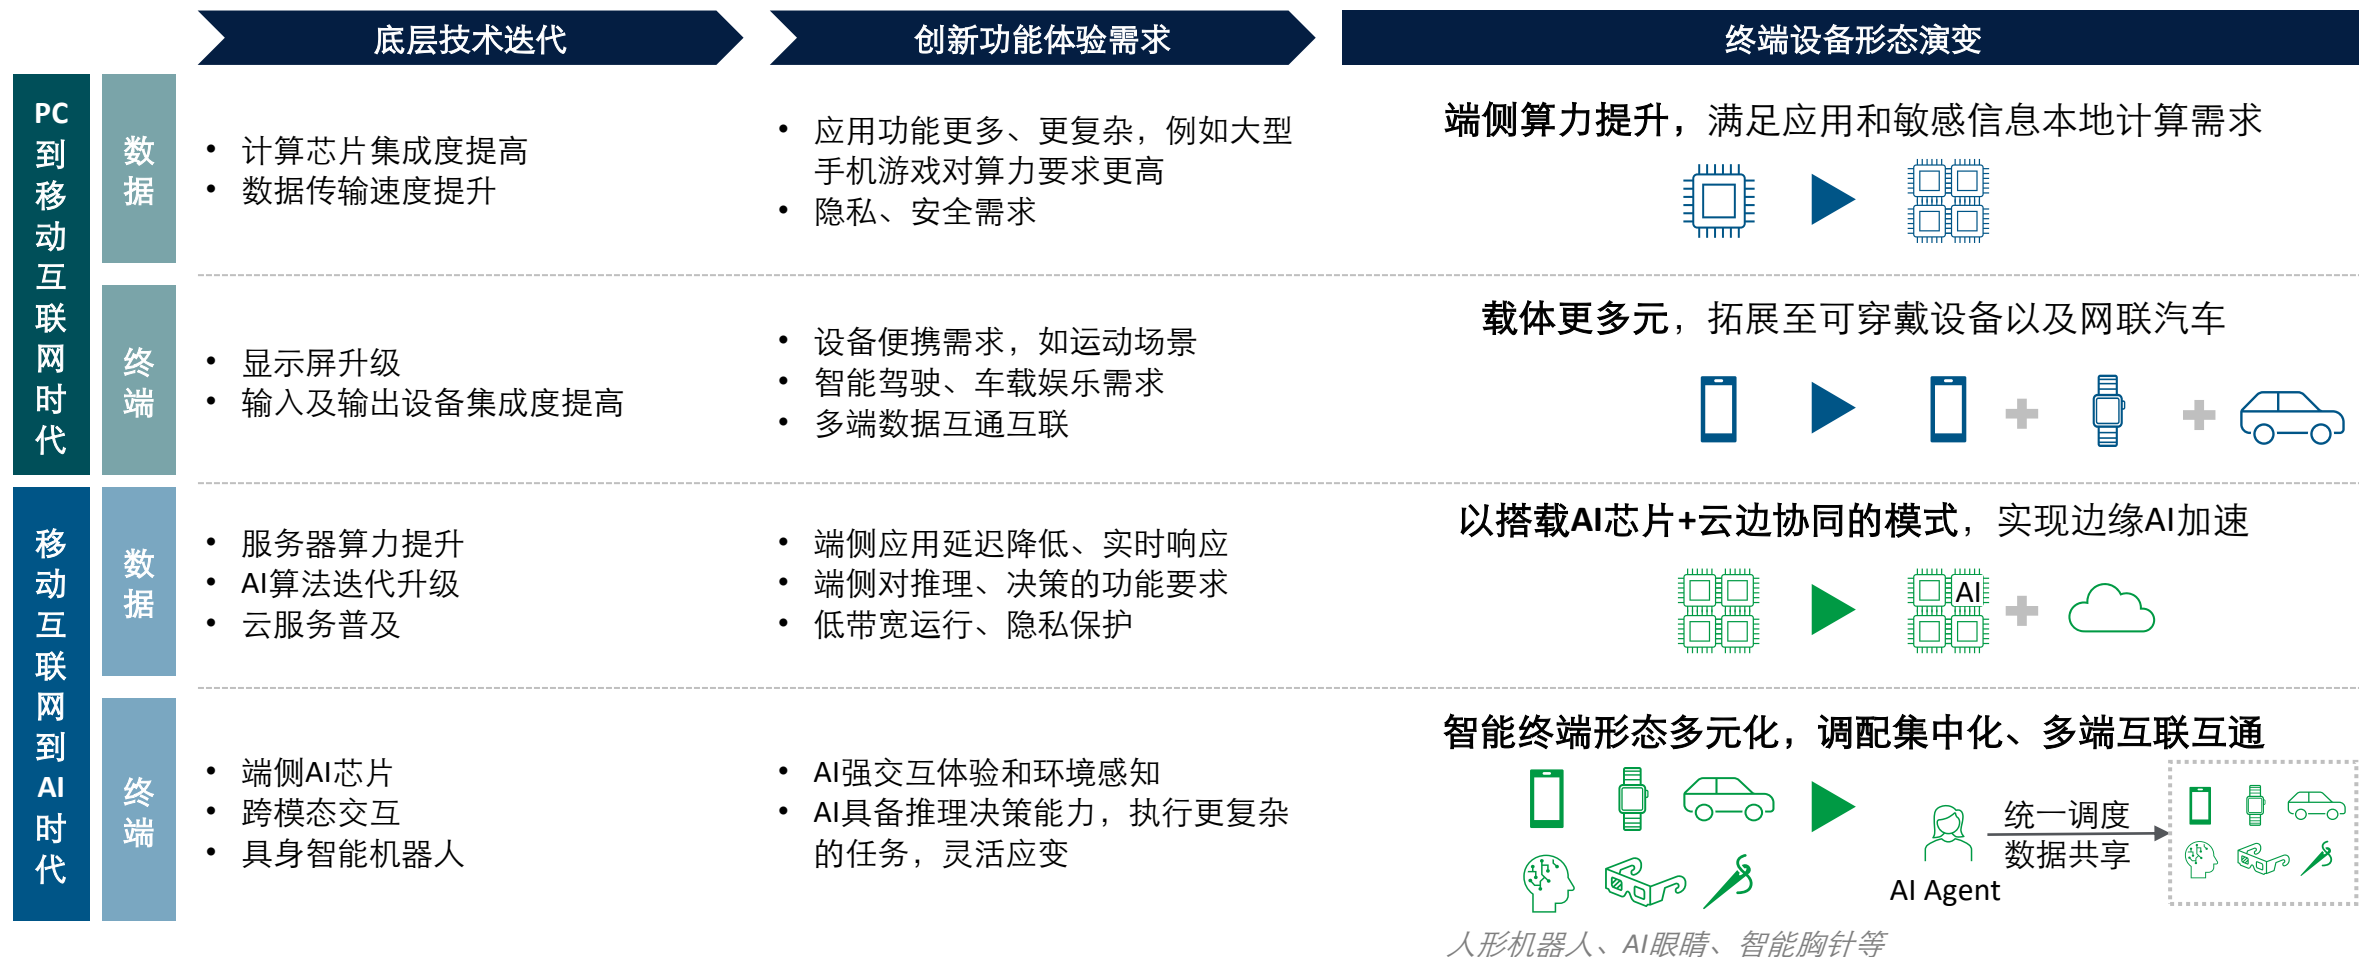 底层技术迭代
创新功能体验需求
终端设备形态演变
PC到移动互联网时代
数据
• 计算芯片集成度提高
• 数据传输速度提升
• 应用功能更多、更复杂，例如大型
手机游戏对算力要求更高
• 隐私、安全需求
端侧算力提升，满足应用和敏感信息本地计算需求
终端
• 显示屏升级
• 输入及输出设备集成度提高
• 设备便携需求，如运动场景
• 智能驾驶、车载娱乐需求
• 多端数据互通互联
载体更多元，拓展至可穿戴设备以及网联汽车
移动互联网到AI时代
数据
• 服务器算力提升
• AI算法迭代升级
• 云服务普及
• 端侧应用延迟降低、实时响应
• 端侧对推理、决策的功能要求
• 低带宽运行、隐私保护
以搭载AI芯片+云边协同的模式，实现边缘AI加速
AI
终端
• 端侧AI芯片
• 跨模态交互
• 具身智能机器人
• AI强交互体验和环境感知
• AI具备推理决策能力，执行更复杂
的任务，灵活应变
智能终端形态多元化，调配集中化、多端互联互通
统一调度
数据共享
AI Agent
人形机器人、AI眼睛、智能胸针等